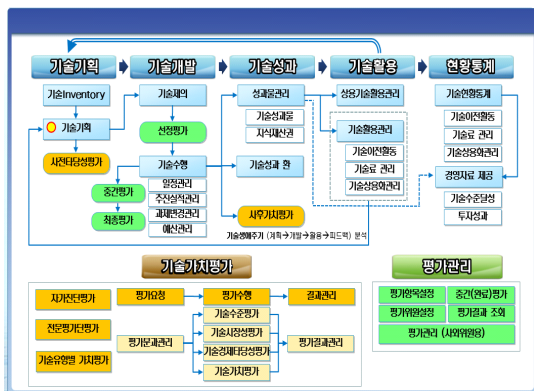 기술기획
기술개발
기술성과
기술활용
현황통계
기술Inventory
기술제의
성과물관리
상용기술활용관리
기술현황통계
기술기획
선정평가
기술성과물
지식재산권
기술활용관리
기술이전활동
기술료 관리
기술상용화관리
사전타당성평가
기술수행
기술성과 환
기술이전활동
기술료 관리
기술상용화관리
경영자료 제공
중간평가
일정관리
추진실적관리
과제변경관리
예산관리
최종평가
사후가치평가
기술수준달성
투자성과
기술생애주기 (계획→개발→활용→피드백) 분석
기술가치평가
평가관리
자가진단평가
평가요청
평가수행
결과관리
전문평가단평가
평가문과관리
기술수준평가
기술시장성평가
기술경제타당성평가
기술가치평가
평가결과관리
기술유형별 가치평가
평가항목설정
중간(완료)평가
평가위원설정
평가결과 조회
평가관리 (사외위원용)